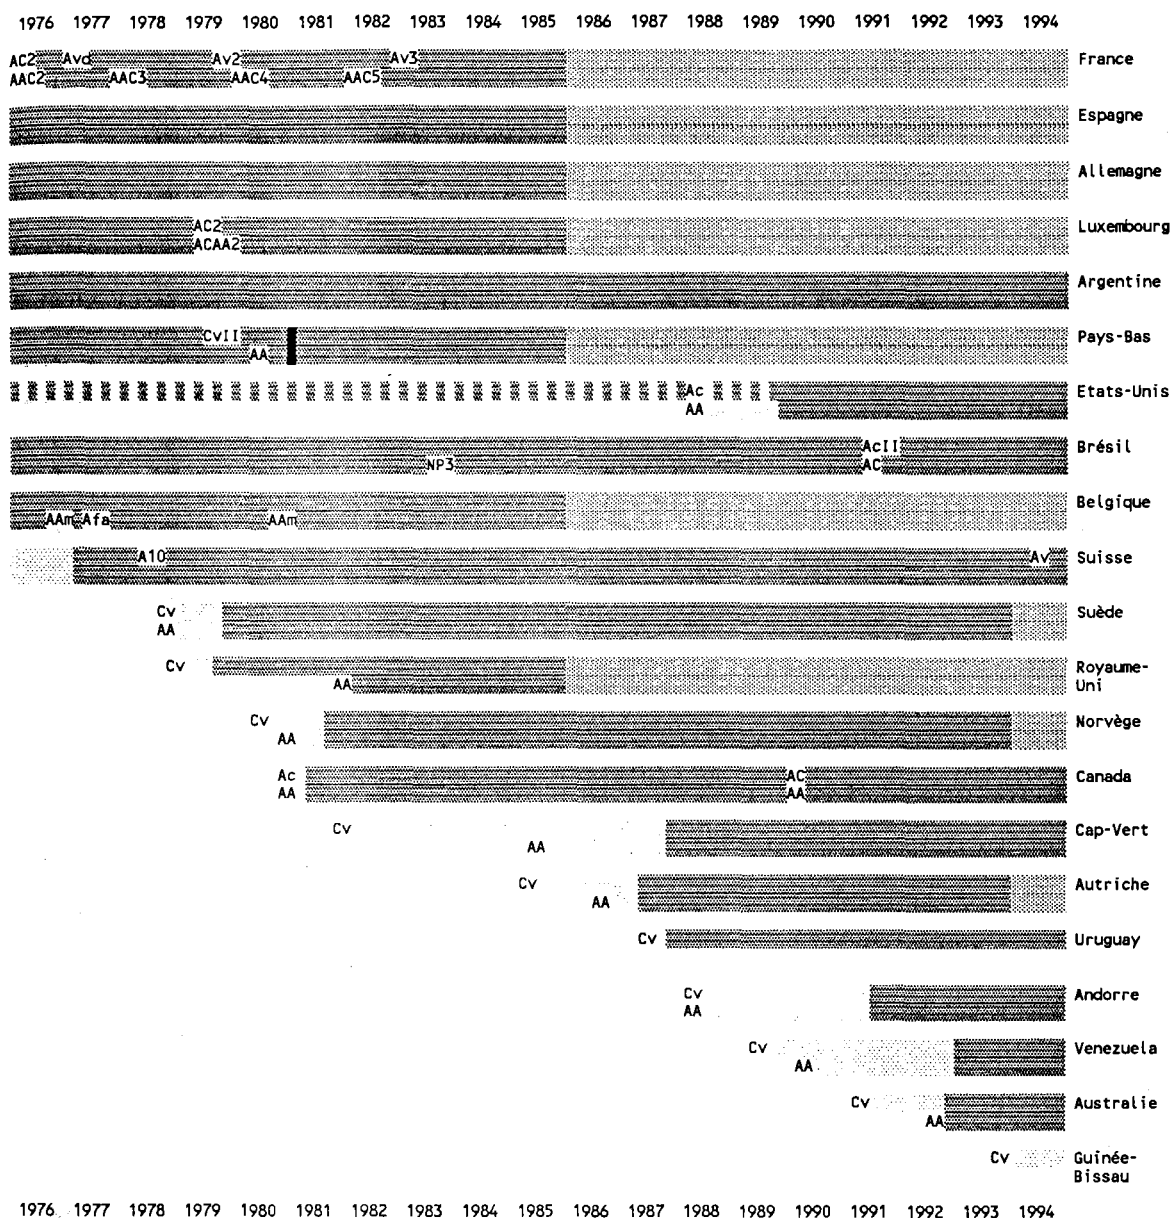 1976 1977 1978 1979 1980 1981 1982 1983 1984 1985 1986 1987 1988 1989 1990 1991 1992 1993 1994
AC2 Avd Av2 Av3 France
AAC2 AAC3 AAC4 AAC5
Espagne
Allemagne
AC2 Luxembourg
ACAA2
Argentine
CvII Pays-Bas
AA
Ac Etats-Unis
AA
AcII Brésil
NP3 AC
Belgique
AAm Afa AAm
A10 Av Suisse
Cv Suède
AA
Cv Royaume-
AA Uni
Cv Norvège
AA
Ac AC Canada
AA AA
Cv Cap-Vert
AA
Cv Autriche
AA
Cv Uruguay
Cv Andorre
AA
Cv Venezuela
AA
Cv Australie
AA
Cv Guinée-
Bissau
1976 1977 1978 1979 1980 1981 1982 1983 1984 1985 1986 1987 1988 1989 1990 1991 1992 1993 1994